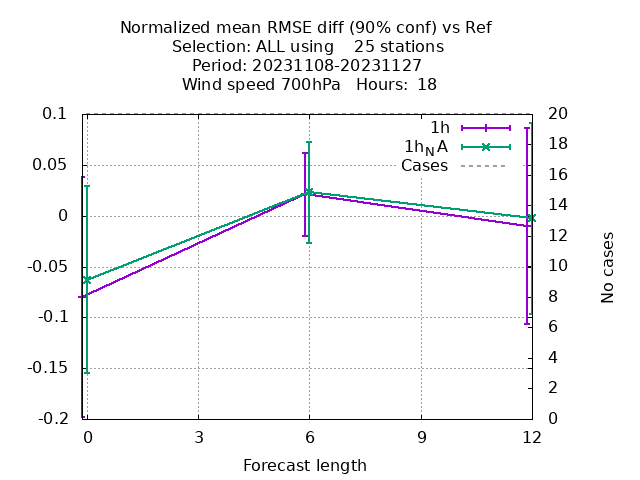 Normalized mean RMSE diff (90% conf) vs Ref
Selection: ALL using    25 stations
Period: 20231108-20231127
Wind speed 700hPa   Hours:  18
0.1
0.05
0
-0.05
-0.1
-0.15
-0.2
20
18
16
14
12
10
8
6
4
2
0
1h
1hNA
Cases
No cases
0 3 6 9 12
Forecast length